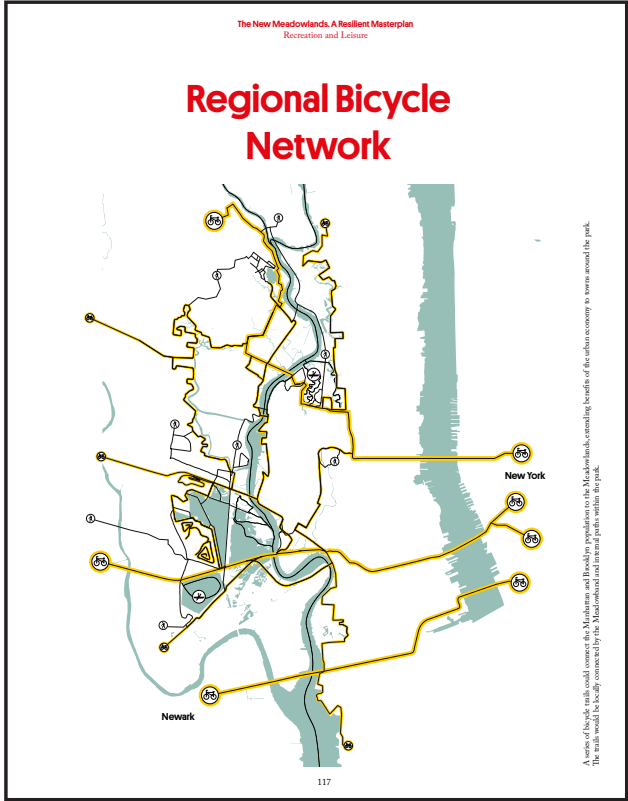 The New Meadowlands. A Resilient Masterplan
Recreation and Leisure
Regional Bicycle
Network
New York
Newark
A series of bicycle trails could connect the Manhattan and Brooklyn population to the Meadowlands, extending benefits of the urban economy to towns around the park.
The trails would be locally connected by the Meadowband and internal paths within the park.
117